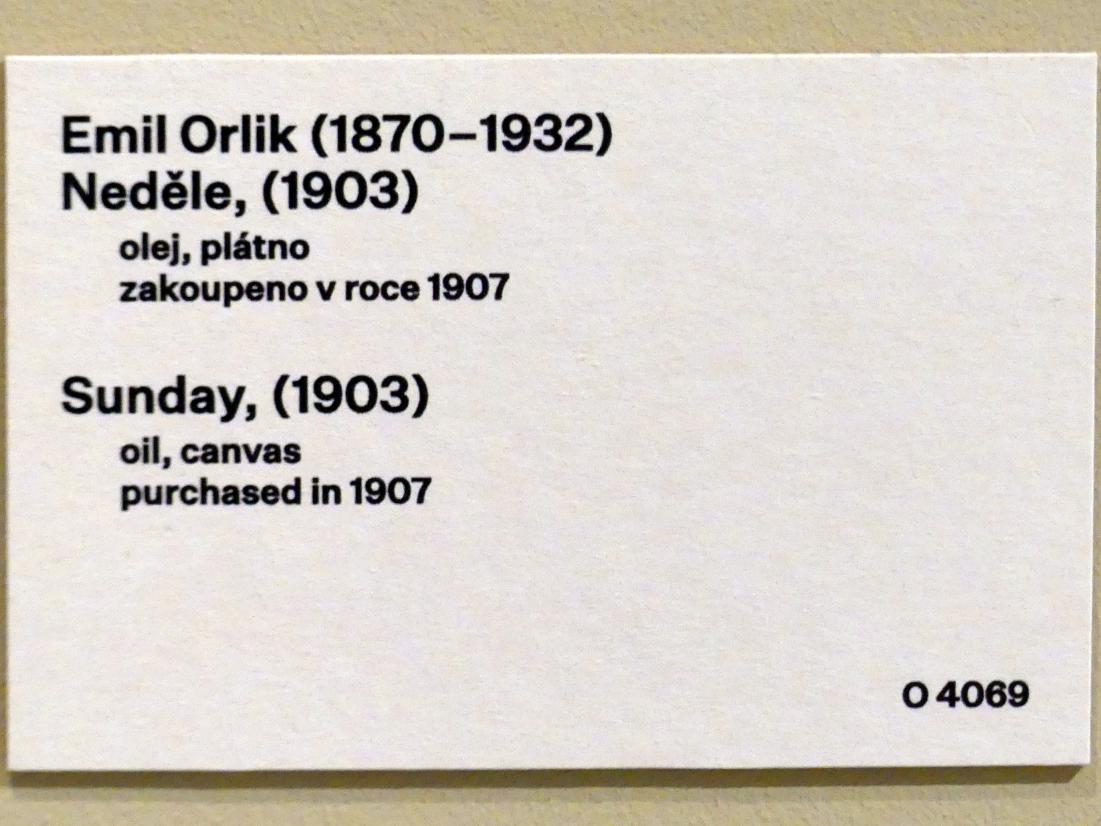 Emil Orlik (1870–1932)
Neděle, (1903)
olej, plátno
zakoupeno v roce 1907
Sunday, (1903)
oil, canvas
purchased in 1907
O 4069